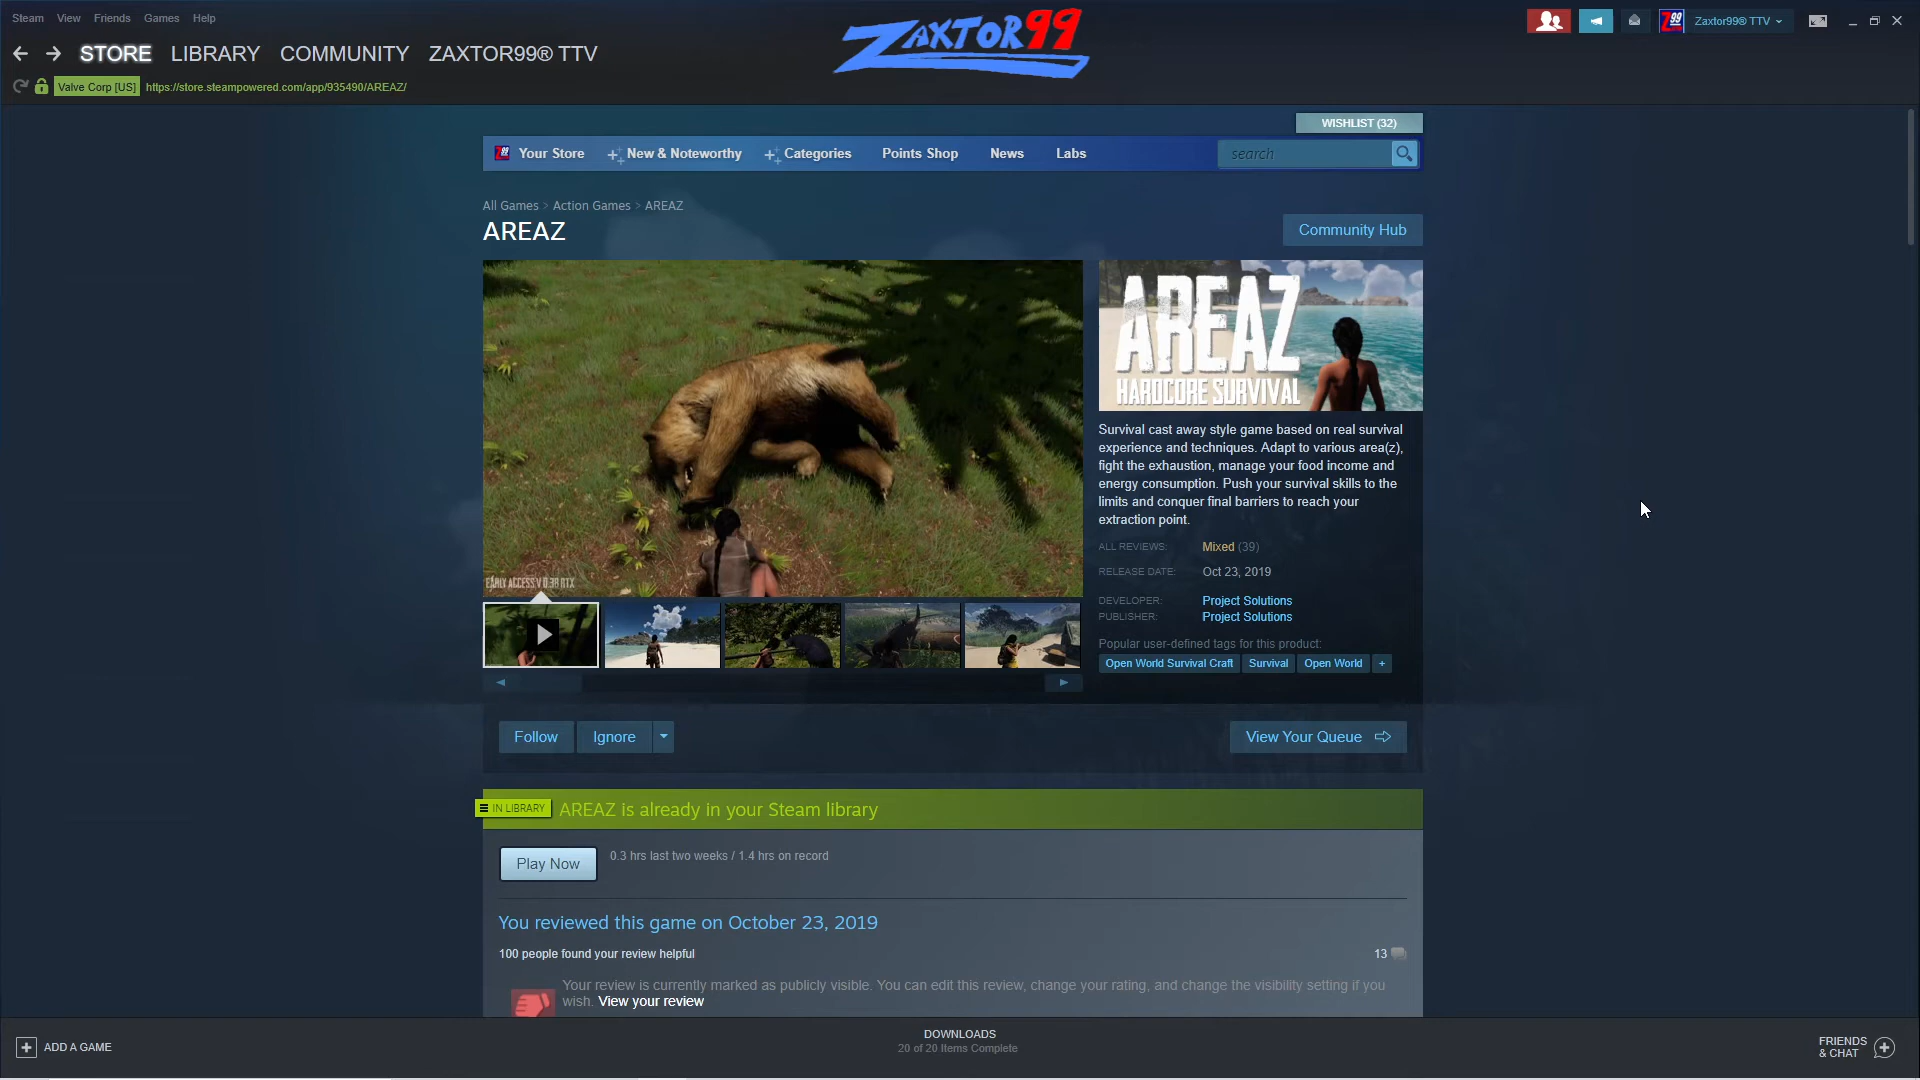 Steam View Friends Games Help
ZAXTOR99
Z99 Zaxtor99® TTV
STORE LIBRARY COMMUNITY ZAXTOR99® TTV
Valve Corp [US] https://store.steampowered.com/app/935490/AREAZ/
WISHLIST (32)
Z99 Your Store New & Noteworthy Categories Points Shop News Labs search
All Games > Action Games > AREAZ
AREAZ
Community Hub
AREAZ
HARDCORE SURVIVAL
Survival cast away style game based on real survival
experience and techniques. Adapt to various area(z),
fight the exhaustion, manage your food income and
energy consumption. Push your survival skills to the
limits and conquer final barriers to reach your
extraction point.
ALL REVIEWS: Mixed (39)
RELEASE DATE: Oct 23, 2019
EARLY ACCESS V 0.38 RTX
DEVELOPER: Project Solutions
PUBLISHER: Project Solutions
Popular user-defined tags for this product:
Open World Survival Craft Survival Open World +
Follow Ignore View Your Queue
IN LIBRARY AREAZ is already in your Steam library
Play Now 0.3 hrs last two weeks / 1.4 hrs on record
You reviewed this game on October 23, 2019
100 people found your review helpful 13
Your review is currently marked as publicly visible. You can edit this review, change your rating, and change the visibility setting if you
wish. View your review
ADD A GAME
DOWNLOADS
20 of 20 Items Complete
FRIENDS
& CHAT